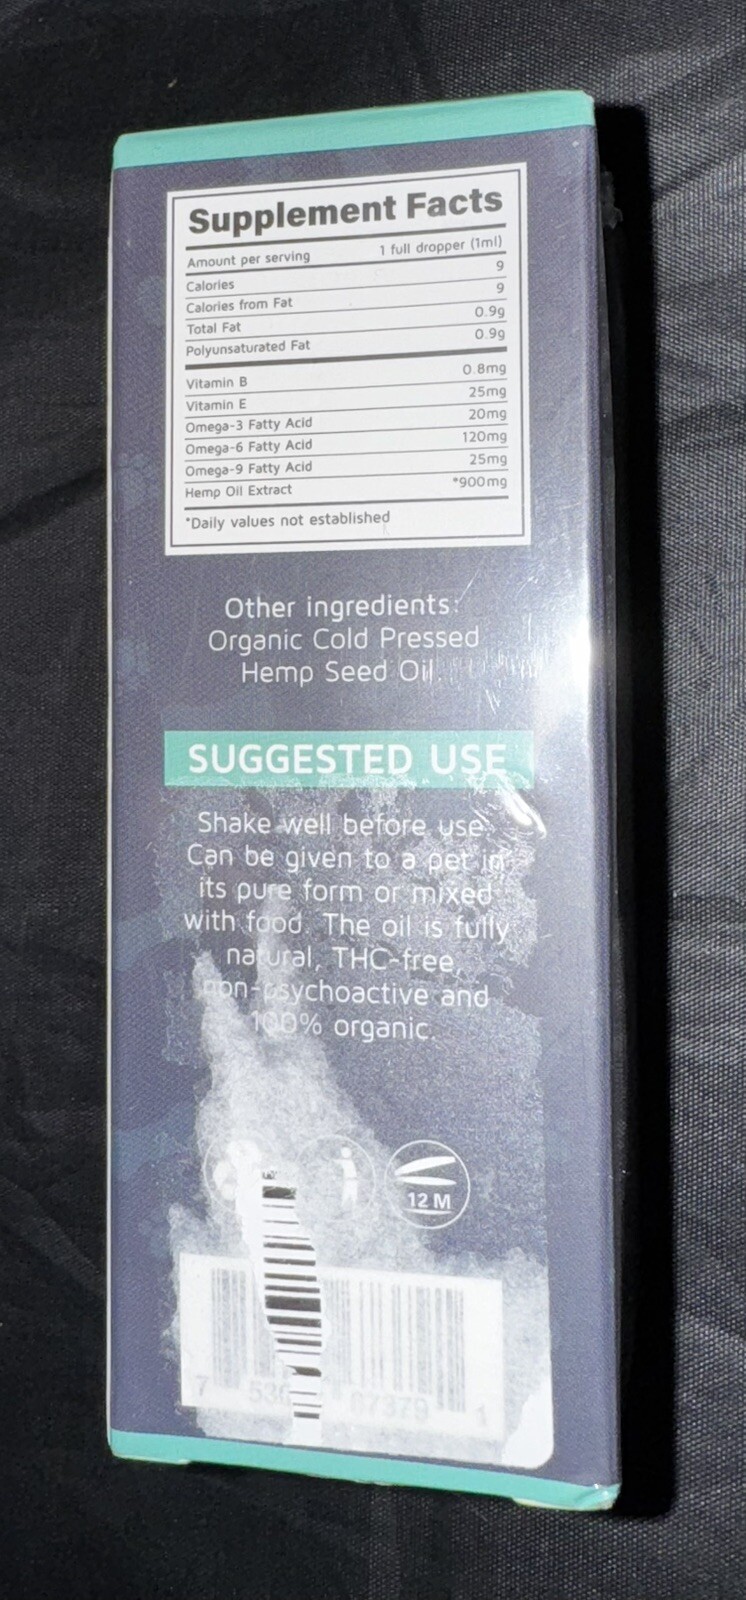 Supplement Facts
Amount per serving 1 full dropper (1ml)
Calories 9
Calories from Fat 9
Total Fat 0.9g
Polyunsaturated Fat 0.9g
Vitamin B 0.8mg
Vitamin E 25mg
Omega-3 Fatty Acid 20mg
Omega-6 Fatty Acid 120mg
Omega-9 Fatty Acid 25mg
Hemp Oil Extract *900mg
*Daily values not established
Other ingredients:
Organic Cold Pressed
Hemp Seed Oil.
SUGGESTED USE
Shake well before use.
Can be given to a pet in
its pure form or mixed
with food. The oil is fully
natural, THC-free,
non-psychoactive and
100% organic.
12 M
7 67379 1